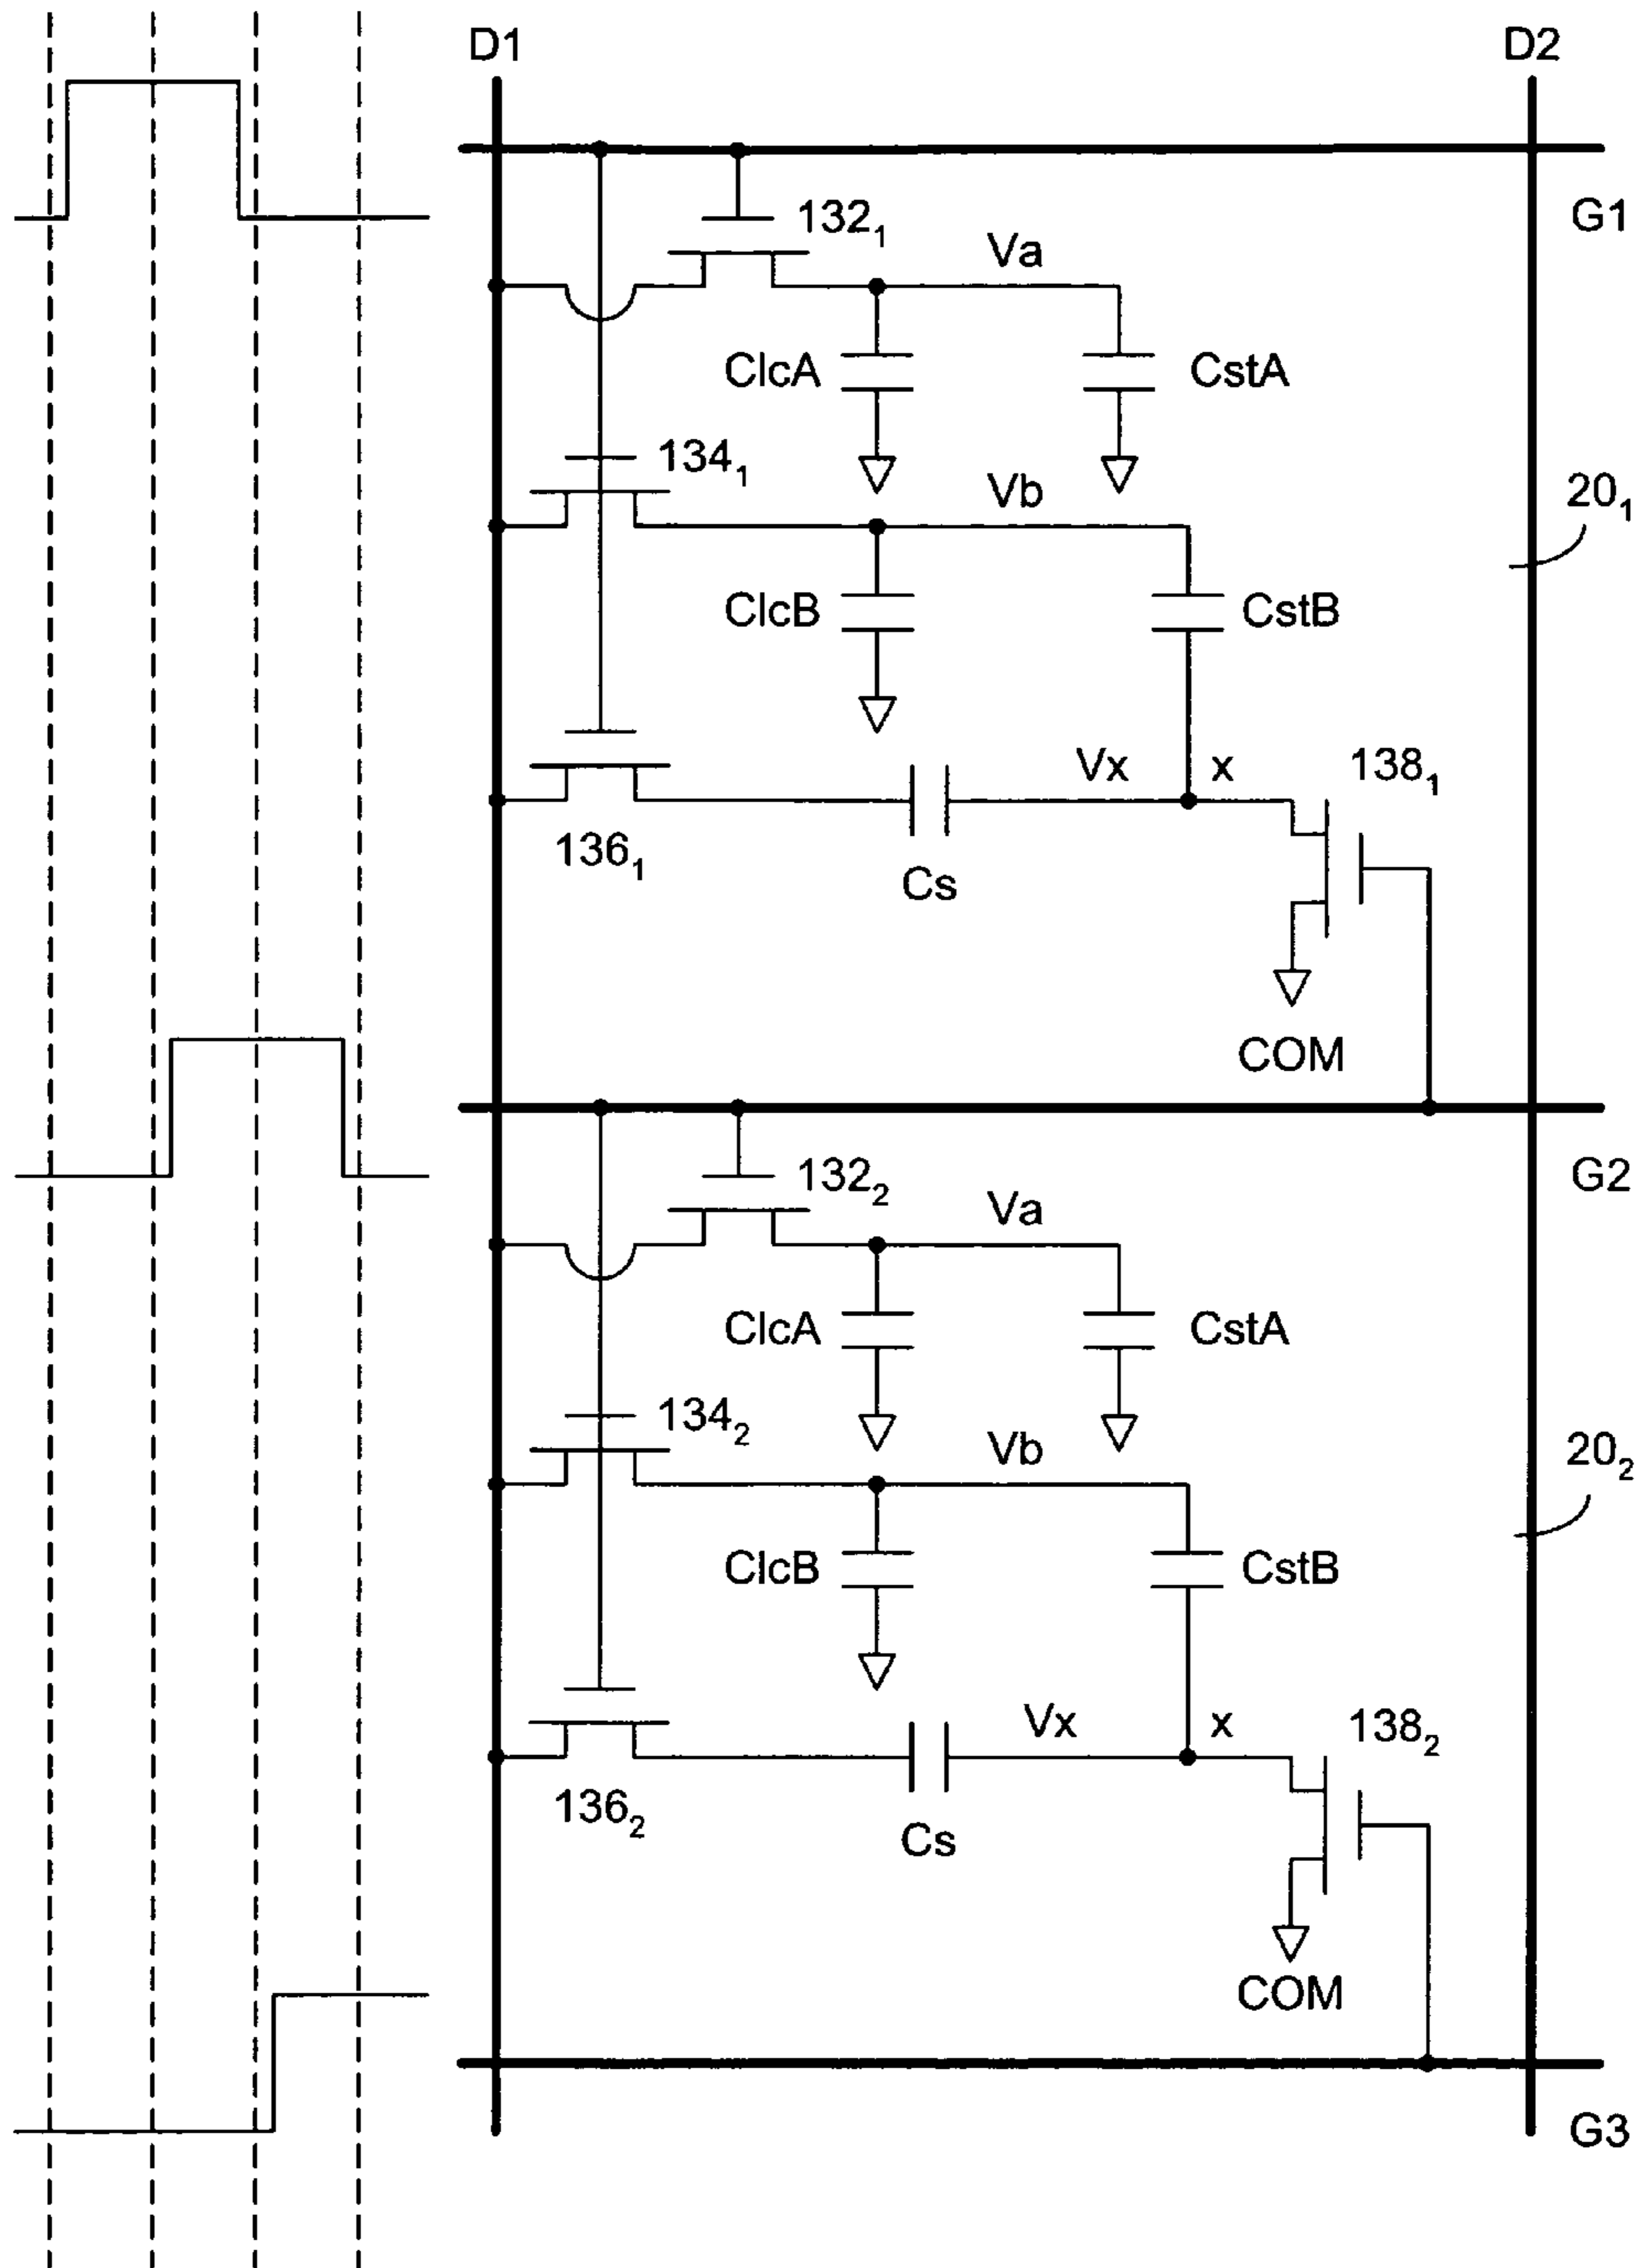 D1
D2
G1
132₁
Va
ClcA
CstA
134₁
Vb
20₁
ClcB
CstB
Vx
x
138₁
136₁
Cs
COM
G2
132₂
Va
ClcA
CstA
134₂
Vb
20₂
ClcB
CstB
Vx
x
138₂
136₂
Cs
COM
G3